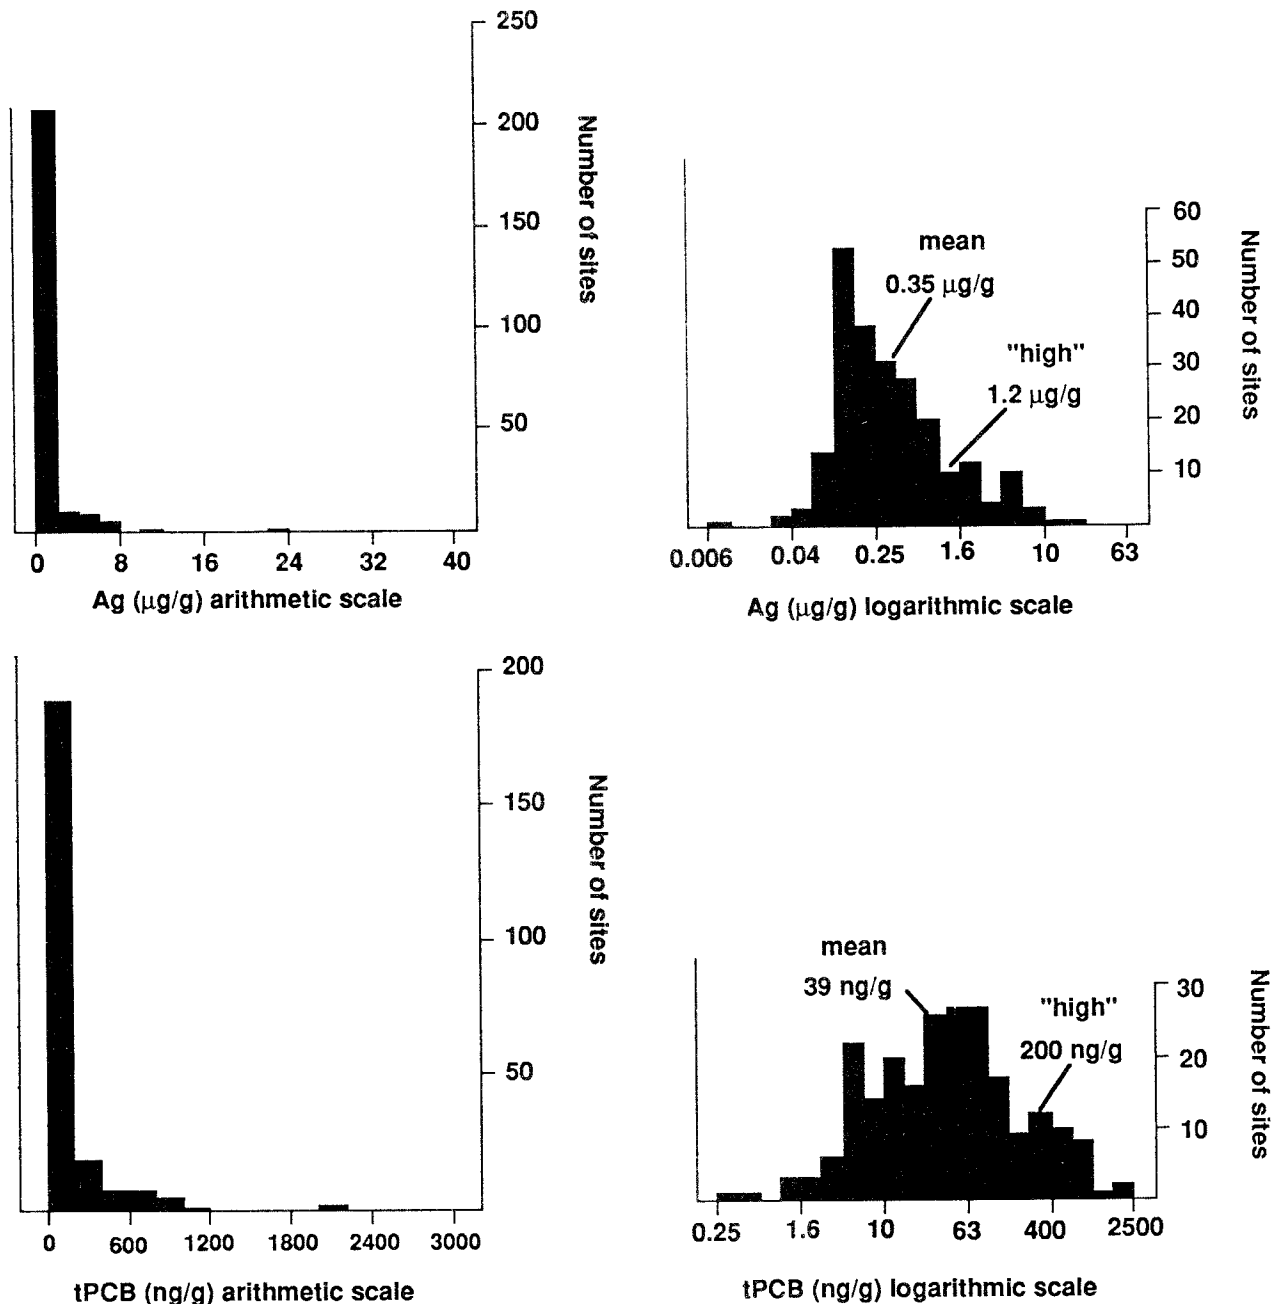 250
200
150
100
50
Number of sites
0 8 16 24 32 40
Ag (μg/g) arithmetic scale
mean
0.35 μg/g
"high"
1.2 μg/g
60
50
40
30
20
10
Number of sites
0.006 0.04 0.25 1.6 10 63
Ag (μg/g) logarithmic scale
200
150
100
50
Number of sites
0 600 1200 1800 2400 3000
tPCB (ng/g) arithmetic scale
mean
39 ng/g
"high"
200 ng/g
30
20
10
Number of sites
0.25 1.6 10 63 400 2500
tPCB (ng/g) logarithmic scale